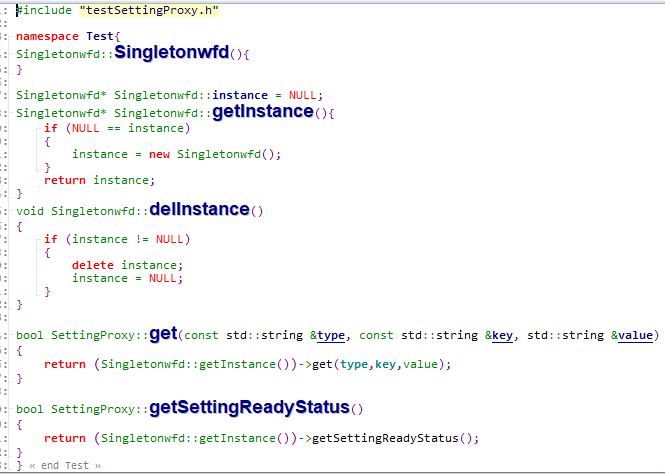 #include "testSettingProxy.h"
namespace Test{
Singletonwfd::Singletonwfd(){
}
Singletonwfd* Singletonwfd::instance = NULL;
Singletonwfd* Singletonwfd::getInstance(){
if (NULL == instance)
{
instance = new Singletonwfd();
}
return instance;
}
void Singletonwfd::delInstance()
{
if (instance != NULL)
{
delete instance;
instance = NULL;
}
}
bool SettingProxy::get(const std::string &type, const std::string &key, std::string &value)
{
return (Singletonwfd::getInstance())->get(type,key,value);
}
bool SettingProxy::getSettingReadyStatus()
{
return (Singletonwfd::getInstance())->getSettingReadyStatus();
}
} « end Test »